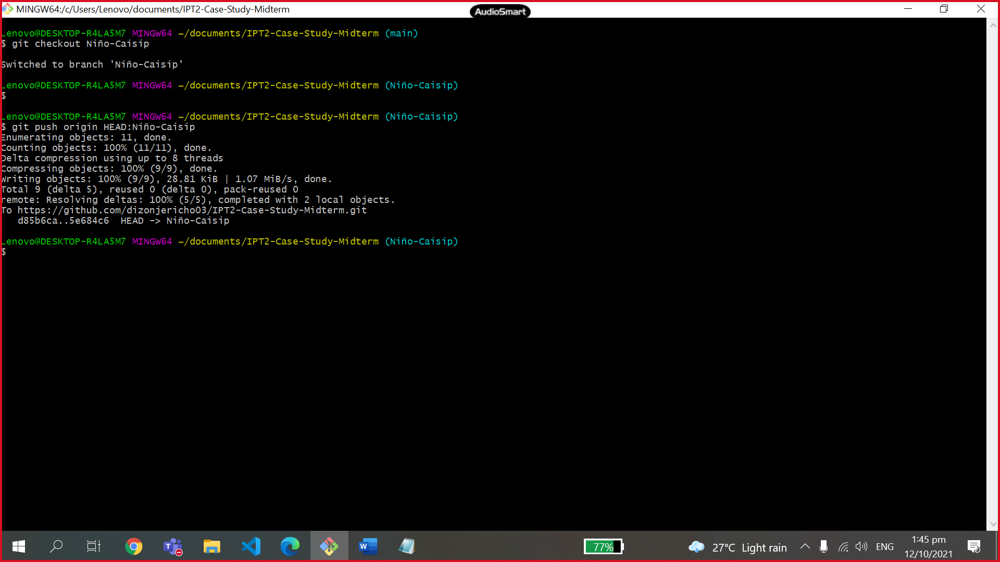 MINGW64:/c/Users/Lenovo/documents/IPT2-Case-Study-Midterm
AudioSmart
Lenovo@DESKTOP-R4LA5M7 MINGW64 ~/documents/IPT2-Case-Study-Midterm (main)
$ git checkout Niño-Caisip
Switched to branch 'Niño-Caisip'
Lenovo@DESKTOP-R4LA5M7 MINGW64 ~/documents/IPT2-Case-Study-Midterm (Niño-Caisip)
$
Lenovo@DESKTOP-R4LA5M7 MINGW64 ~/documents/IPT2-Case-Study-Midterm (Niño-Caisip)
$ git push origin HEAD:Niño-Caisip
Enumerating objects: 11, done.
Counting objects: 100% (11/11), done.
Delta compression using up to 8 threads
Compressing objects: 100% (9/9), done.
Writing objects: 100% (9/9), 28.81 KiB | 1.07 MiB/s, done.
Total 9 (delta 5), reused 0 (delta 0), pack-reused 0
remote: Resolving deltas: 100% (5/5), completed with 2 local objects.
To https://github.com/dizonjericho03/IPT2-Case-Study-Midterm.git
   d85b6ca..5e684c6  HEAD -> Niño-Caisip
Lenovo@DESKTOP-R4LA5M7 MINGW64 ~/documents/IPT2-Case-Study-Midterm (Niño-Caisip)
$
77%
27°C Light rain
ENG
1:45 pm
12/10/2021